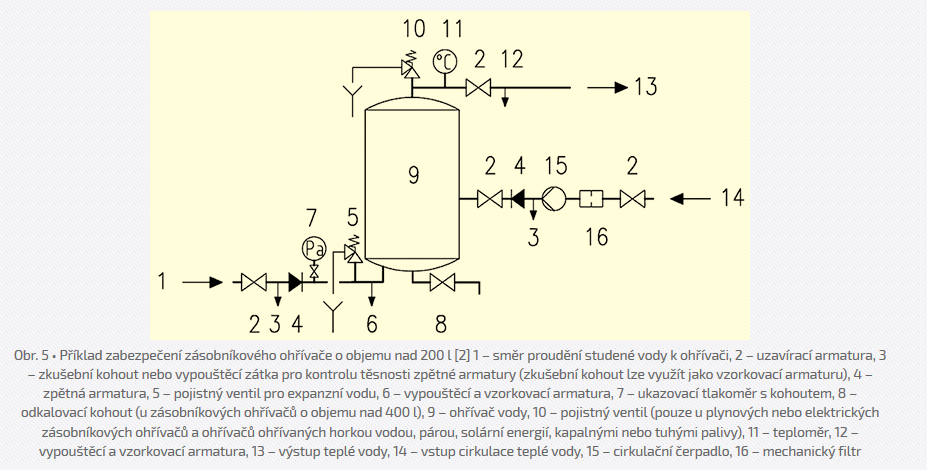 10 11 2 12
°C
13
9
2 4 15 2
14
3 16
7 5
Pa
1
2 3 4 6 8
Obr. 5 • Příklad zabezpečení zásobníkového ohřívače o objemu nad 200 l [2] 1 – směr proudění studené vody k ohřívači, 2 – uzavírací armatura, 3
– zkušební kohout nebo vypouštěcí zátka pro kontrolu těsnosti zpětné armatury (zkušební kohout lze využít jako vzorkovací armaturu), 4 –
zpětná armatura, 5 – pojistný ventil pro expanzní vodu, 6 – vypouštěcí a vzorkovací armatura, 7 – ukazovací tlakoměr s kohoutem, 8 –
odkalovací kohout (u zásobníkových ohřívačů o objemu nad 400 l), 9 – ohřívač vody, 10 – pojistný ventil (pouze u plynových nebo elektrických
zásobníkových ohřívačů a ohřívačů ohřívaných horkou vodou, párou, solární energií, kapalnými nebo tuhými palivy), 11 – teploměr, 12 –
vypouštěcí a vzorkovací armatura, 13 – výstup teplé vody, 14 – vstup cirkulace teplé vody, 15 – cirkulační čerpadlo, 16 – mechanický filtr